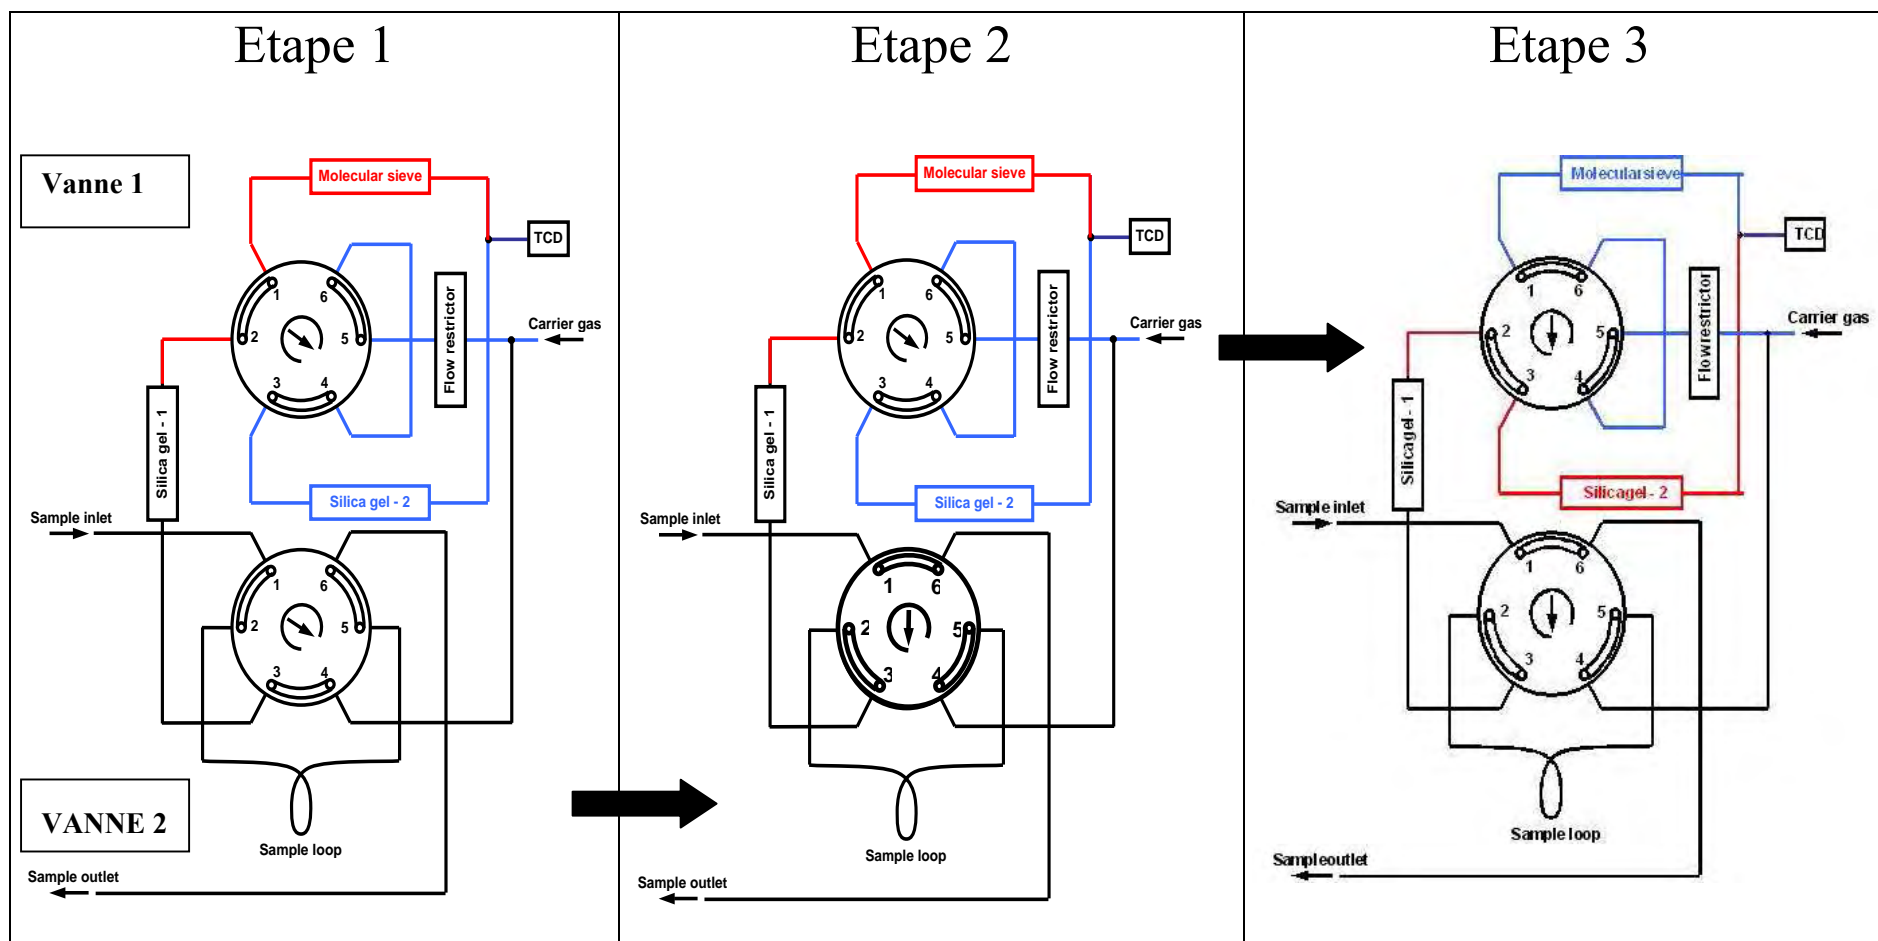 Etape 1
Vanne 1
Molecular sieve
TCD
1
6
2
5
3
4
Flow restrictor
Carrier gas
Silica gel - 1
Silica gel - 2
Sample inlet
1
6
2
5
3
4
VANNE 2
Sample loop
Sample outlet
Etape 2
Molecular sieve
TCD
1
6
2
5
3
4
Flow restrictor
Carrier gas
Silica gel - 1
Silica gel - 2
Sample inlet
1
6
2
5
3
4
Sample loop
Sample outlet
Etape 3
Molecularsieve
TCD
1
6
2
5
3
4
Flowrestrictor
Carrier gas
Silicagel - 1
Silicagel - 2
Sample inlet
1
6
2
5
3
4
Sample loop
Sampleoutlet